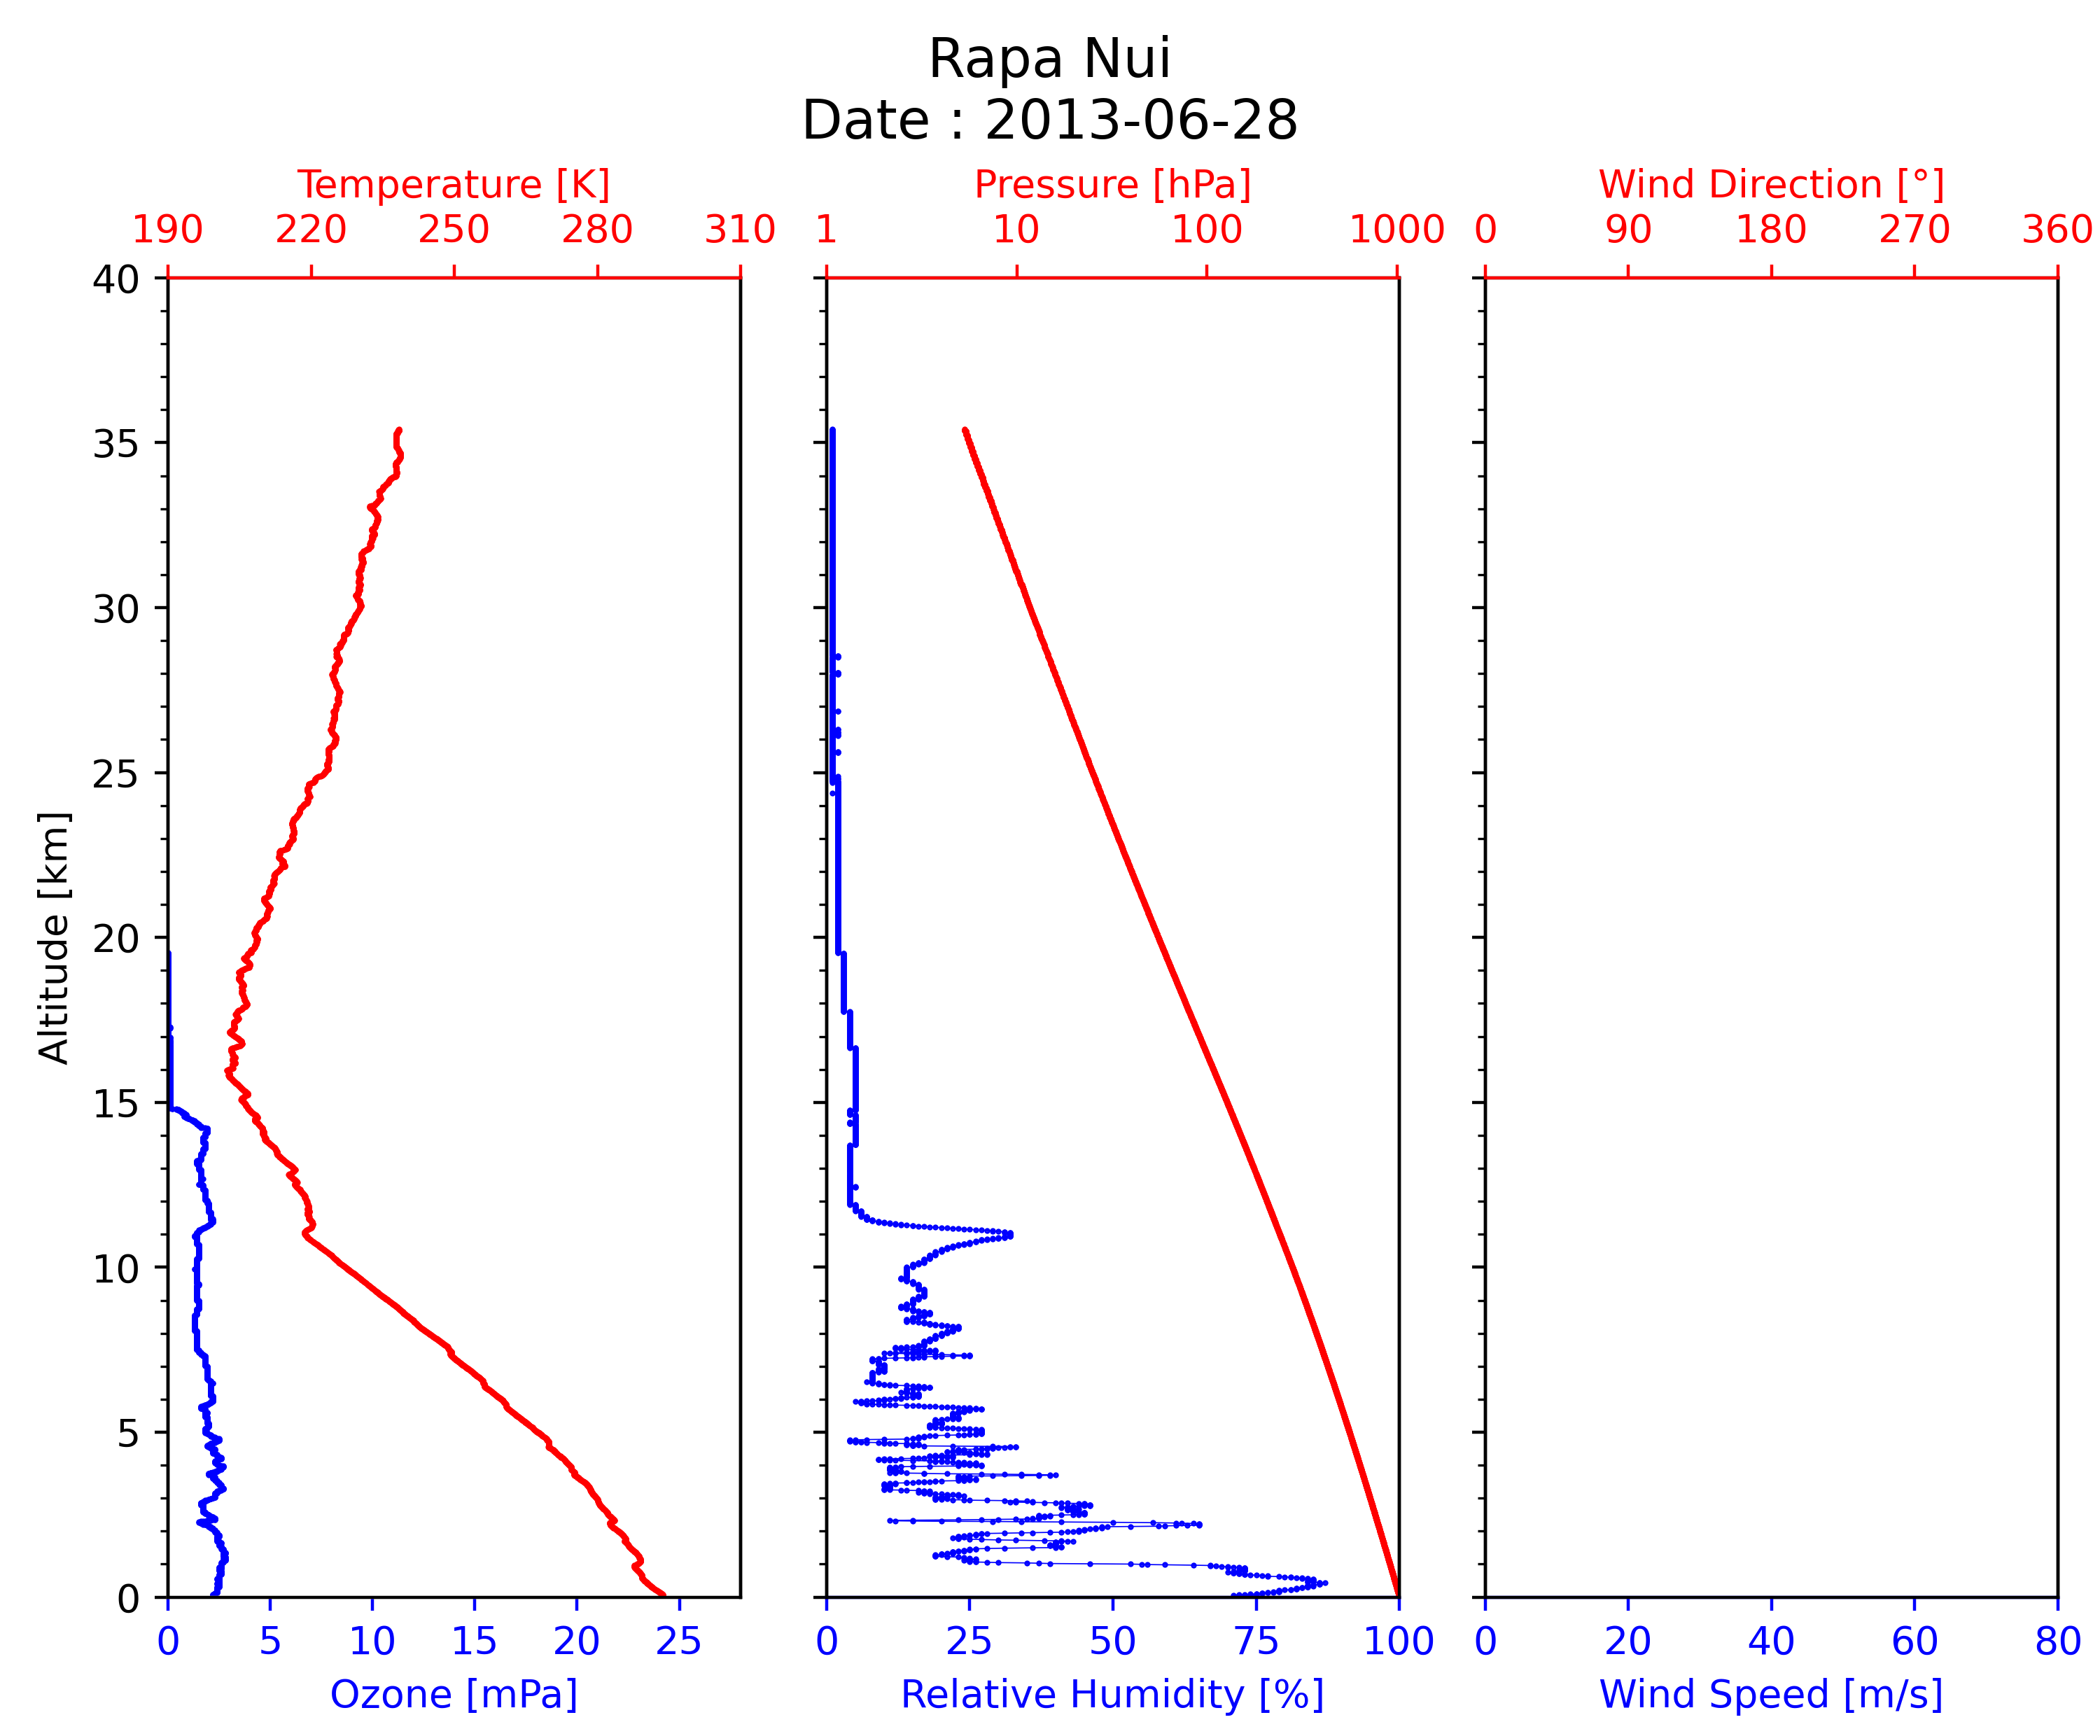 Rapa Nui
Date : 2013-06-28
Temperature [K]
190 220 250 280 310
Pressure [hPa]
1 10 100 1000
Wind Direction [°]
0 90 180 270 360
Altitude [km]
40
35
30
25
20
15
10
5
0
0 5 10 15 20 25
Ozone [mPa]
0 25 50 75 100
Relative Humidity [%]
0 20 40 60 80
Wind Speed [m/s]